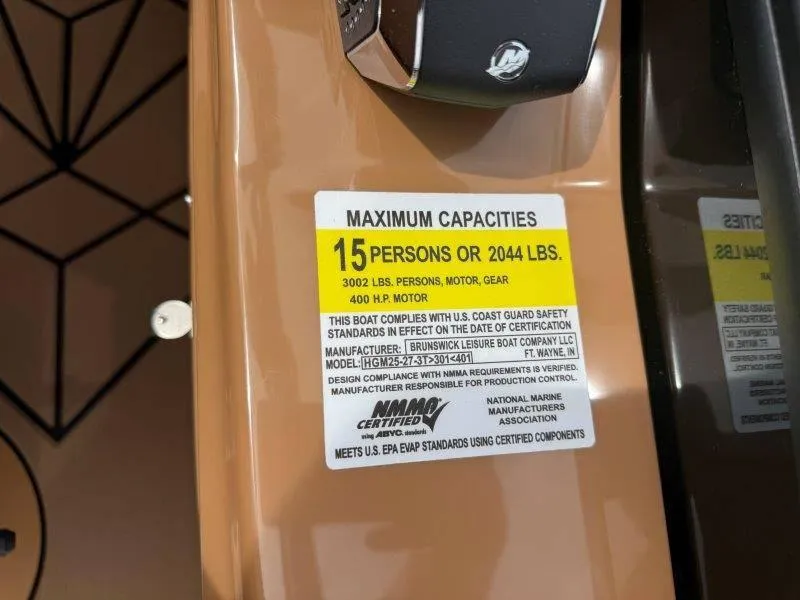 MAXIMUM CAPACITIES
15 PERSONS OR 2044 LBS.
3002 LBS. PERSONS, MOTOR, GEAR
400 H.P. MOTOR
THIS BOAT COMPLIES WITH U.S. COAST GUARD SAFETY
STANDARDS IN EFFECT ON THE DATE OF CERTIFICATION
MANUFACTURER: BRUNSWICK LEISURE BOAT COMPANY LLC
MODEL: HGM25-27-3T>301<401 FT. WAYNE, IN
DESIGN COMPLIANCE WITH NMMA REQUIREMENTS IS VERIFIED.
MANUFACTURER RESPONSIBLE FOR PRODUCTION CONTROL.
NMMA
CERTIFIED
using ABYC. standards
NATIONAL MARINE
MANUFACTURERS
ASSOCIATION
MEETS U.S. EPA EVAP STANDARDS USING CERTIFIED COMPONENTS